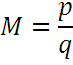 M = p/q